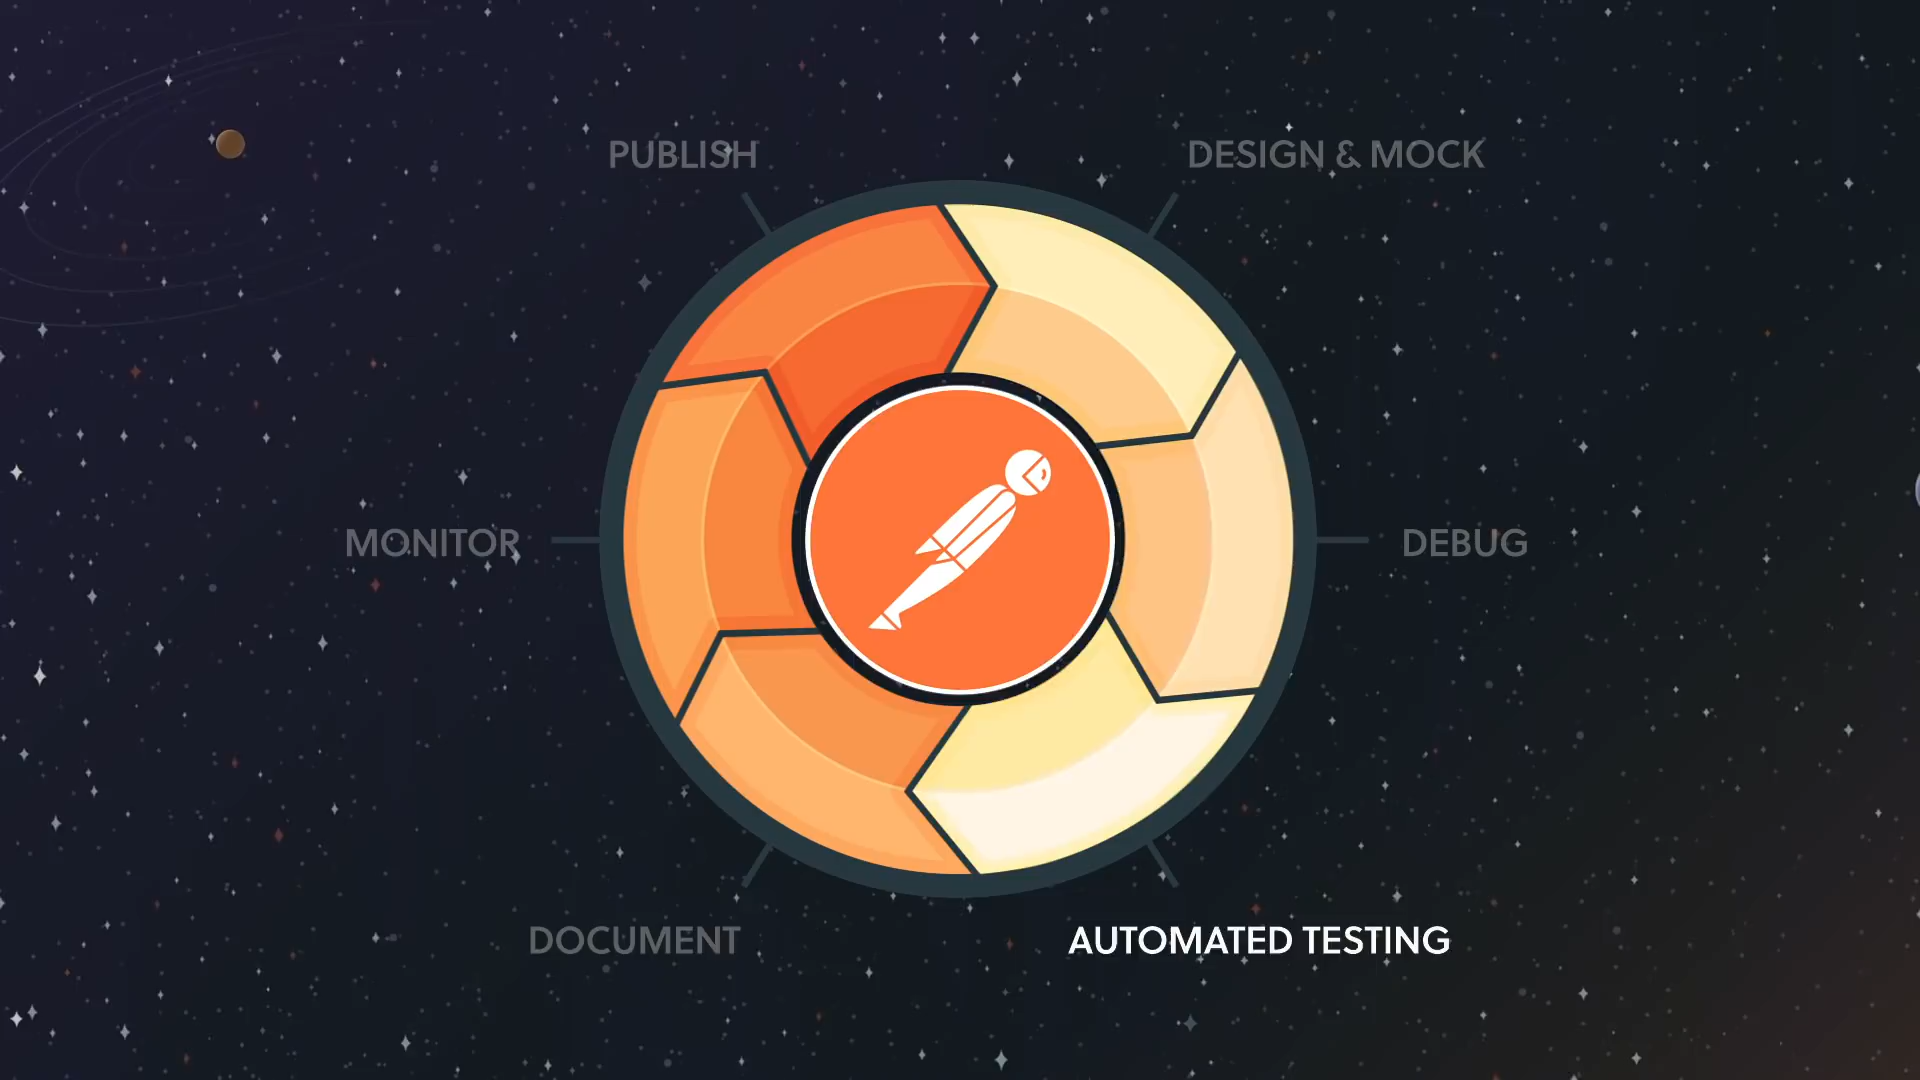 PUBLISH
DESIGN & MOCK
MONITOR
DEBUG
DOCUMENT
AUTOMATED TESTING